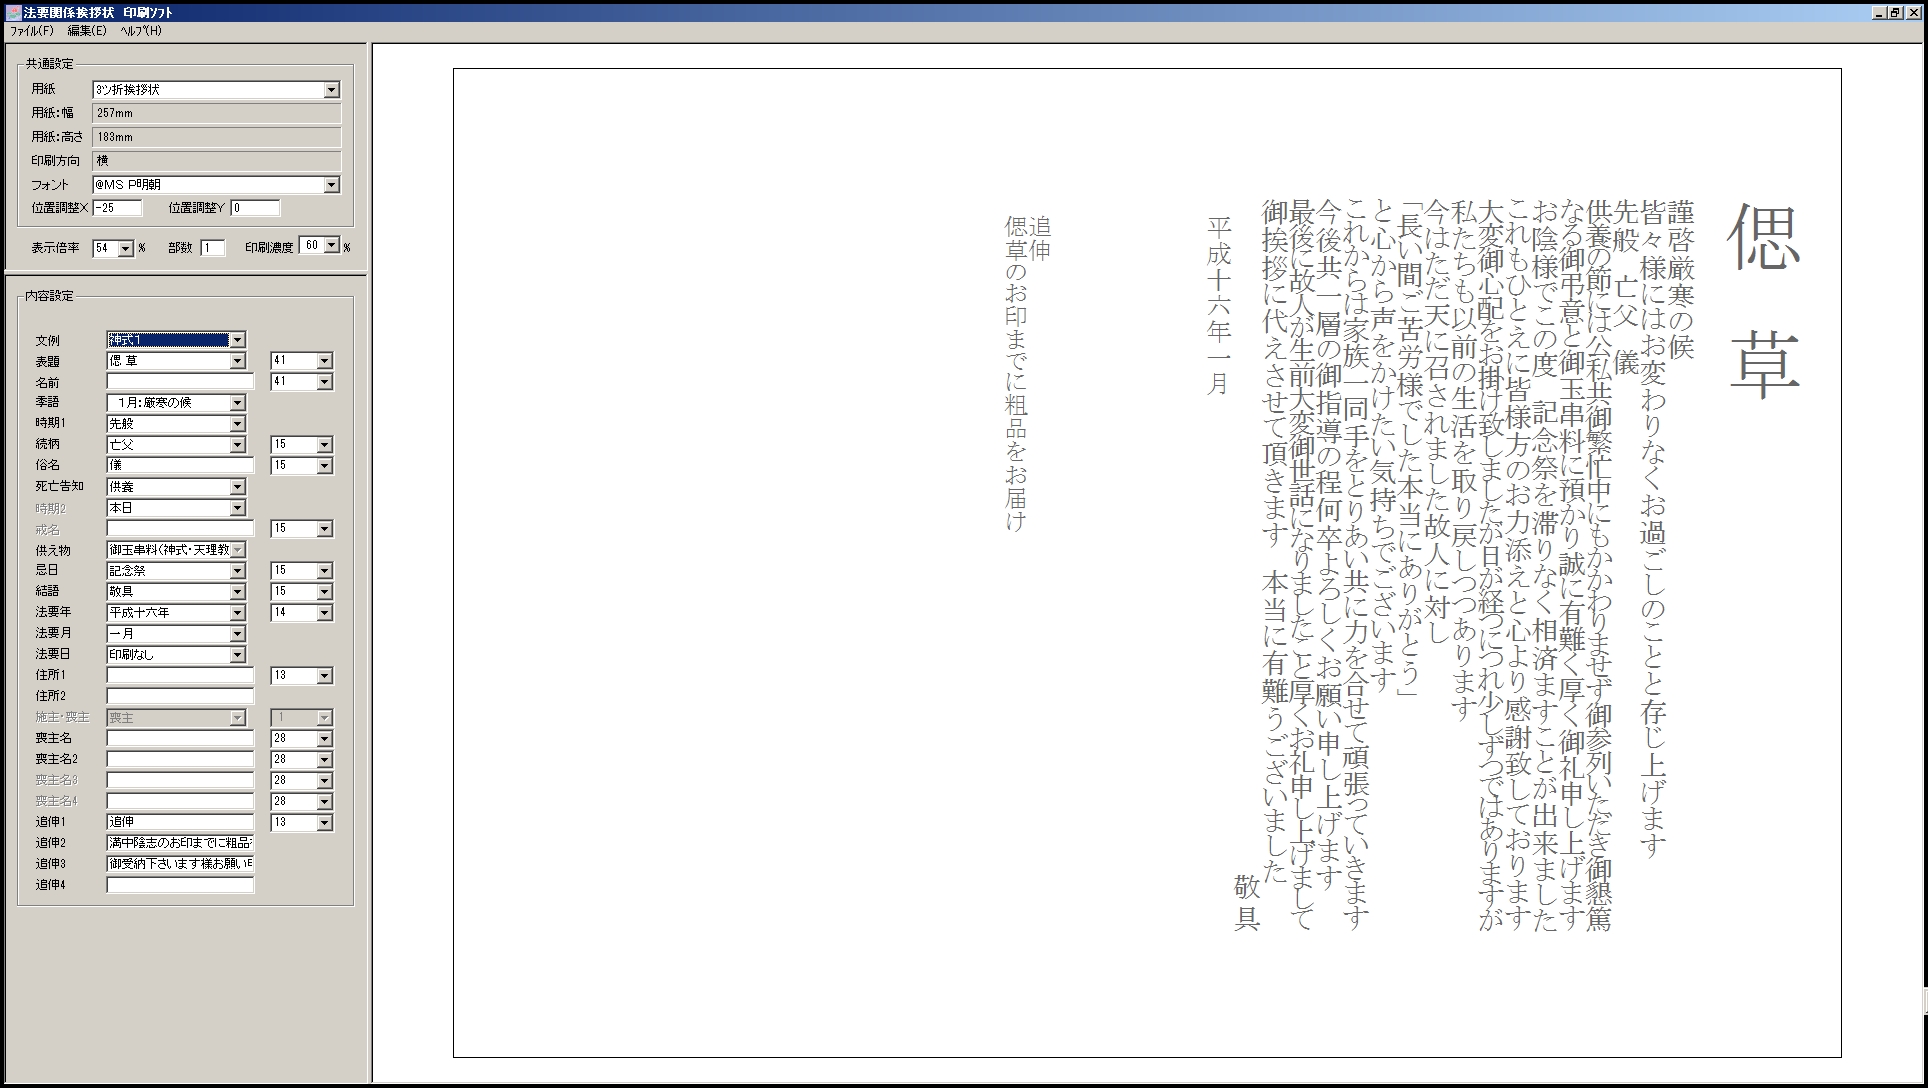 法要関係挨拶状 印刷ソフト
ファイル(F) 編集(E) ヘルプ(H)
共通設定
用紙 3ツ折挨拶状
用紙:幅 257mm
用紙:高さ 183mm
印刷方向 横
フォント @MS P明朝
位置調整X -25 位置調整Y 0
表示倍率 54 % 部数 1 印刷濃度 60 %
内容設定
文例 神式1
表題 偲 草 41
名前 41
季語 1月:厳寒の候
時期1 先般
続柄 亡父 15
俗名 儀 15
死亡告知 供養
時期2 本日
戒名 15
供え物 御玉串料(神式・天理教
忌日 記念祭 15
結語 敬具 15
法要年 平成十六年 14
法要月 一月
法要日 印刷なし
住所1 13
住所2
施主・喪主 喪主 1
喪主名 28
喪主名2 28
喪主名3 28
喪主名4 28
追伸1 追伸 13
追伸2 満中陰志のお印までに粗品
追伸3 御受納下さいます様お願い
追伸4
偲 草
謹啓厳寒の候
皆々様にはお変わりなくお過ごしのことと存じ上げます
先般 亡父 儀
供養の節には公私共御繁忙中にもかかわりませず御参列いただき御懇篤
なる御弔意と御玉串料に預かり誠に有難く厚く御礼申し上げます
お陰様でこの度 記念祭を滞りなく相済ますことが出来ました
これもひとえに皆様方のお力添えと心より感謝致しております
大変御心配をお掛け致しましたが日が経つにつれ少しずつではありますが
私たちも以前の生活を取り戻しつつあります
今はただ天に召されました故人に対し
「長い間ご苦労様でした本当にありがとう」
と心から声をかけたい気持ちでございます
これからは家族一同手をとりあい共に力を合せて頑張っていきます
今後共一層の御指導の程何卒よろしくお願い申し上げます
最後に故人が生前大変御世話になりましたこと厚くお礼申し上げまして
御挨拶に代えさせて頂きます 本当に有難うございました
敬具
平成十六年一月
追伸
偲草のお印までに粗品をお届け